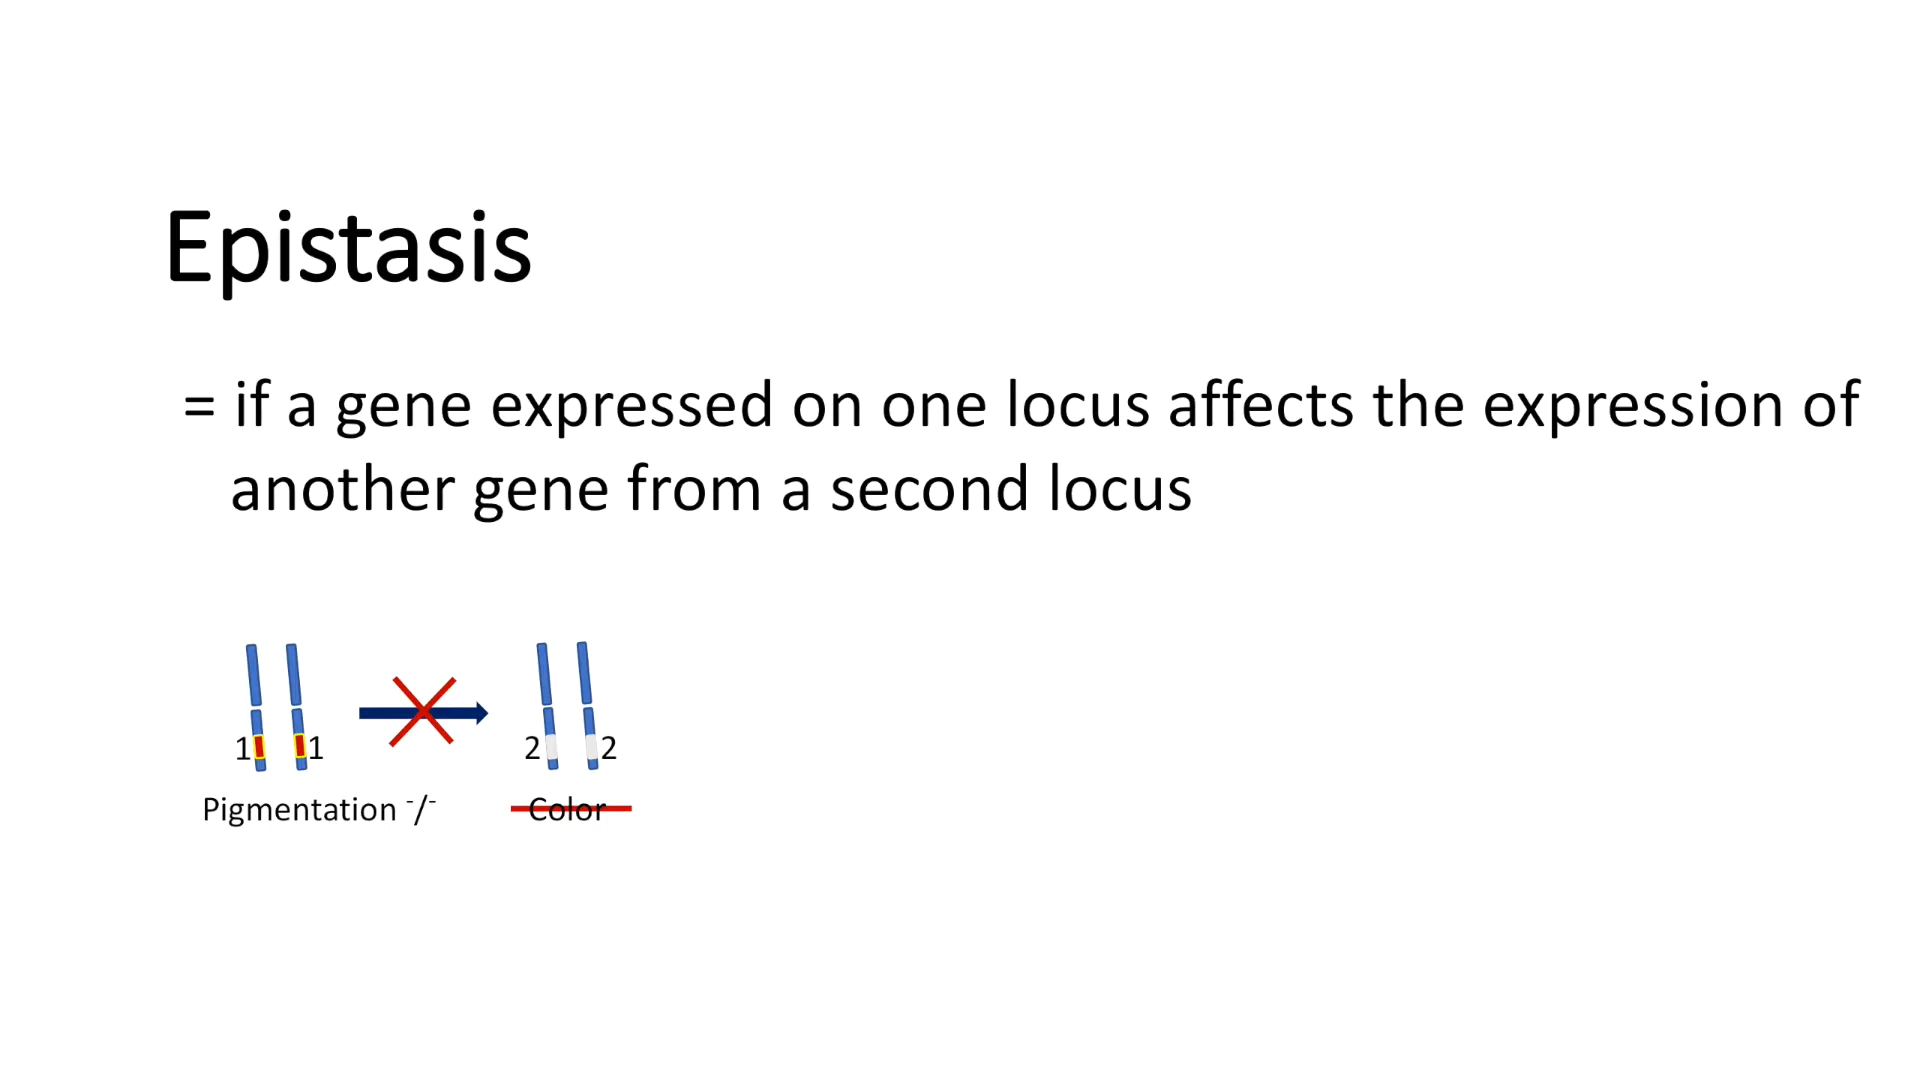 Epistasis
= if a gene expressed on one locus affects the expression of
another gene from a second locus
1 1 2 2
Pigmentation ⁻/⁻ Color